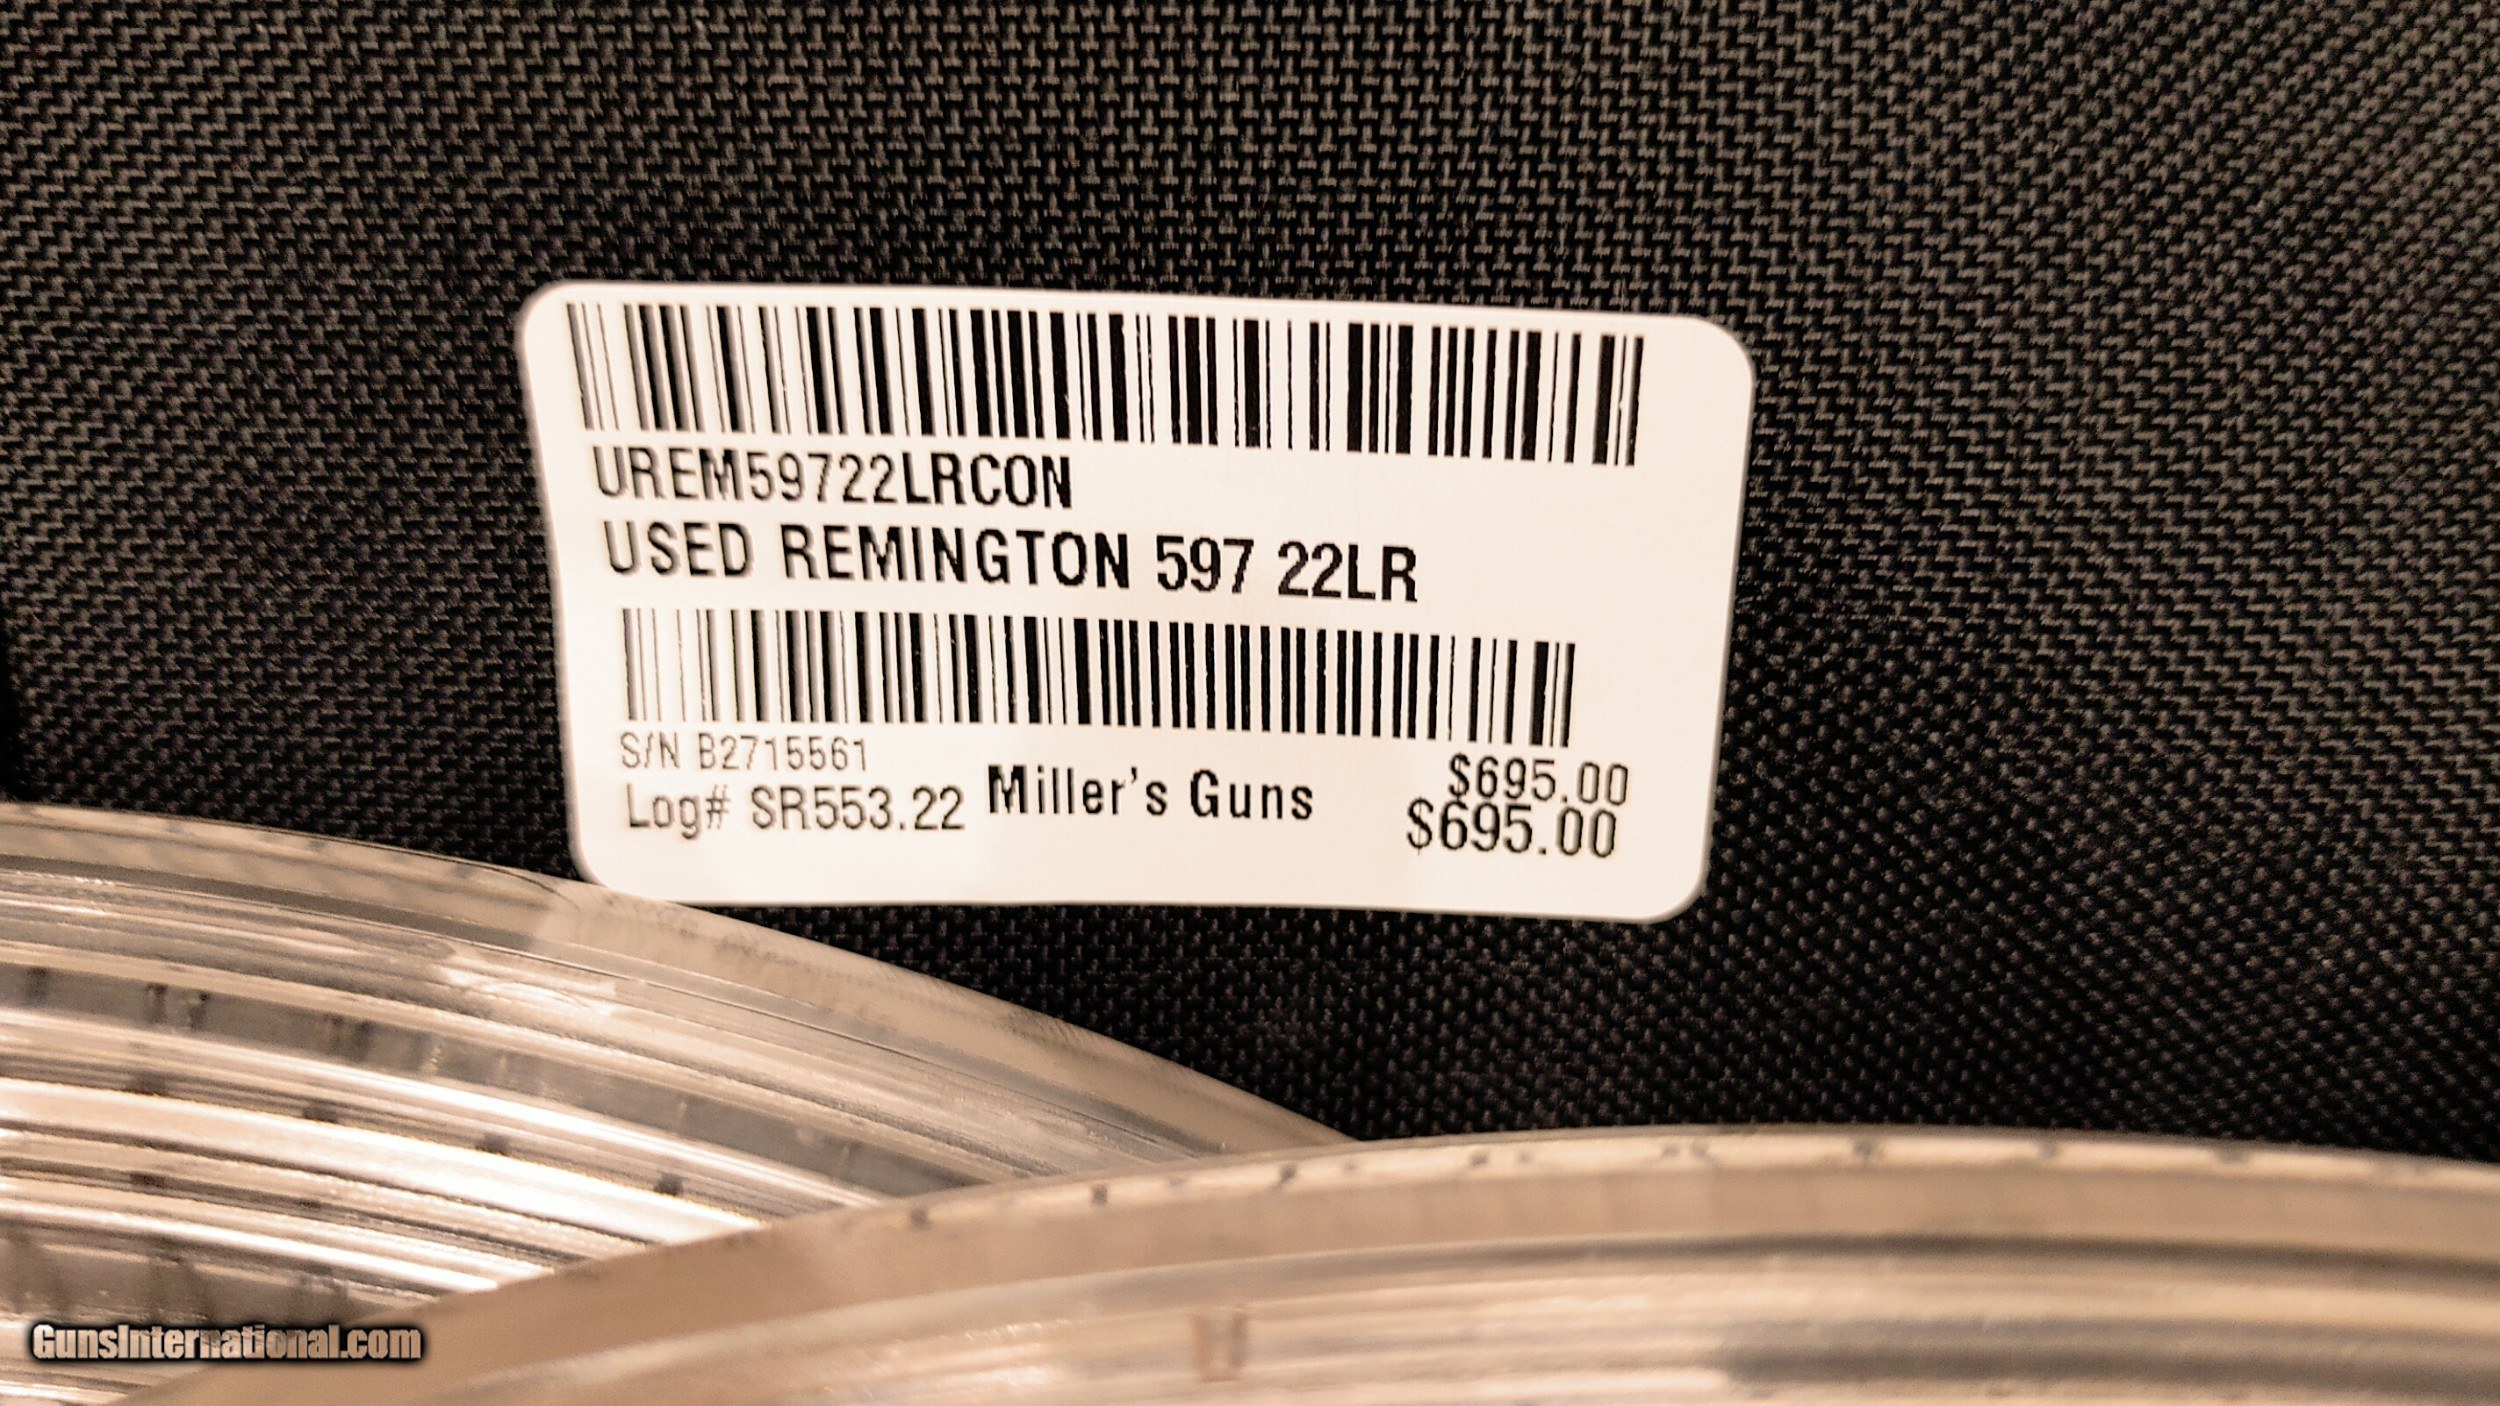 UREM59722LRCON
USED REMINGTON 597 22LR
S/N B2715561
Log# SR553.22 Miller's Guns
$695.00
$695.00
GunsInternational.com